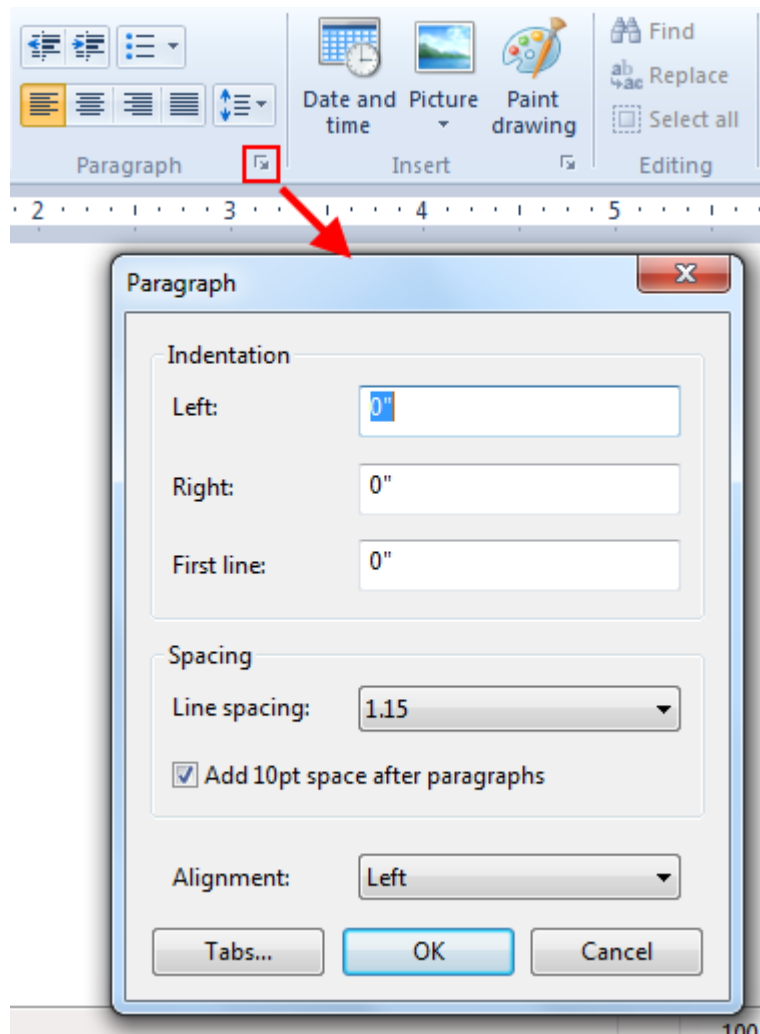 Find
ab
ac Replace
Date and Picture Paint
time drawing
Select all
Paragraph Insert Editing
2 3 4 5
Paragraph
Indentation
Left: 0"
Right: 0"
First line: 0"
Spacing
Line spacing: 1.15
Add 10pt space after paragraphs
Alignment: Left
Tabs... OK Cancel
100